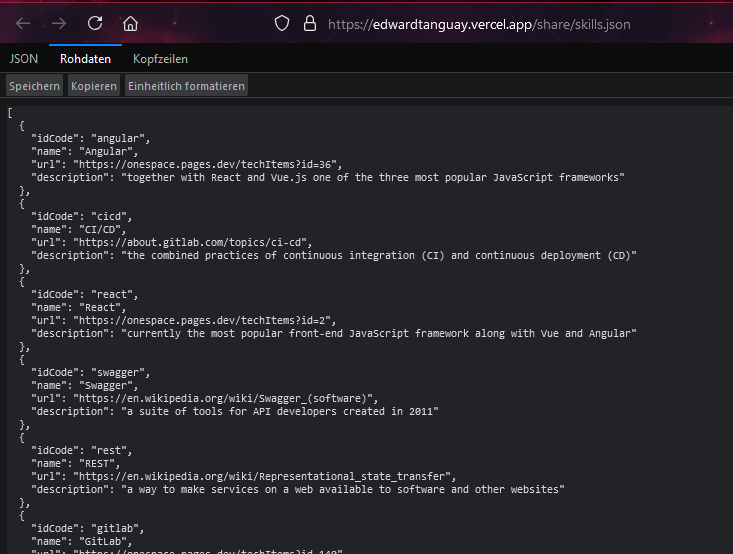 https://edwardtanguay.vercel.app/share/skills.json
JSON Rohdaten Kopfzeilen
Speichern Kopieren Einheitlich formatieren
[
  {
    "idCode": "angular",
    "name": "Angular",
    "url": "https://onespace.pages.dev/techItems?id=36",
    "description": "together with React and Vue.js one of the three most popular JavaScript frameworks"
  },
  {
    "idCode": "cicd",
    "name": "CI/CD",
    "url": "https://about.gitlab.com/topics/ci-cd",
    "description": "the combined practices of continuous integration (CI) and continuous deployment (CD)"
  },
  {
    "idCode": "react",
    "name": "React",
    "url": "https://onespace.pages.dev/techItems?id=2",
    "description": "currently the most popular front-end JavaScript framework along with Vue and Angular"
  },
  {
    "idCode": "swagger",
    "name": "Swagger",
    "url": "https://en.wikipedia.org/wiki/Swagger_(software)",
    "description": "a suite of tools for API developers created in 2011"
  },
  {
    "idCode": "rest",
    "name": "REST",
    "url": "https://en.wikipedia.org/wiki/Representational_state_transfer",
    "description": "a way to make services on a web available to software and other websites"
  },
  {
    "idCode": "gitlab",
    "name": "GitLab",
    "url": "https://onespace.pages.dev/techItems?id=140"